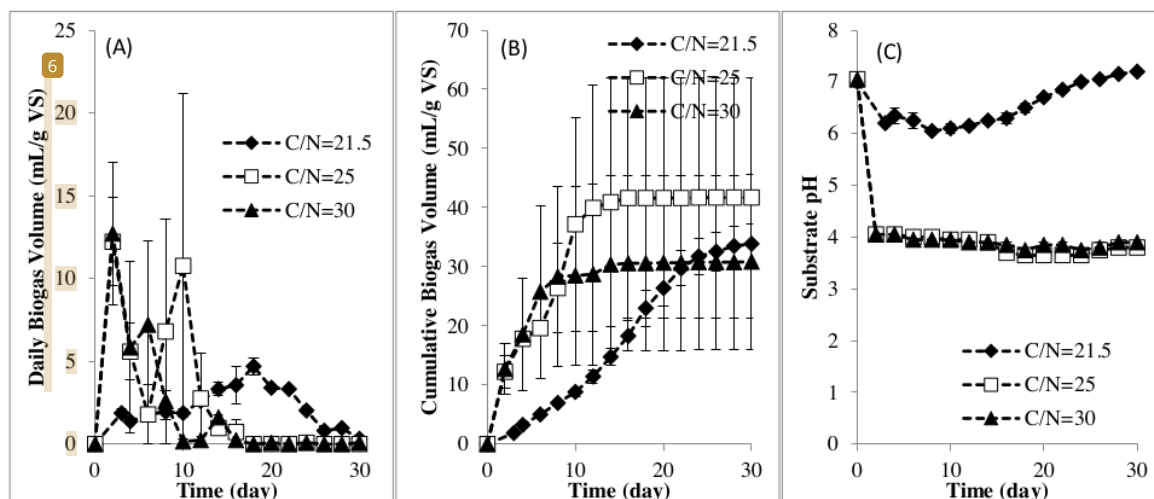 (A)
6
Daily Biogas Volume (mL/g VS)
25
20
15
10
5
0
C/N=21.5
C/N=25
C/N=30
0 10 20 30
Time (day)
(B)
Cumulative Biogas Volume (mL/g VS)
70
60
50
40
30
20
10
0
C/N=21.5
C/N=25
C/N=30
0 10 20 30
Time (day)
(C)
Substrate pH
8
7
6
5
4
3
2
1
0
C/N=21.5
C/N=25
C/N=30
0 10 20 30
Time (day)